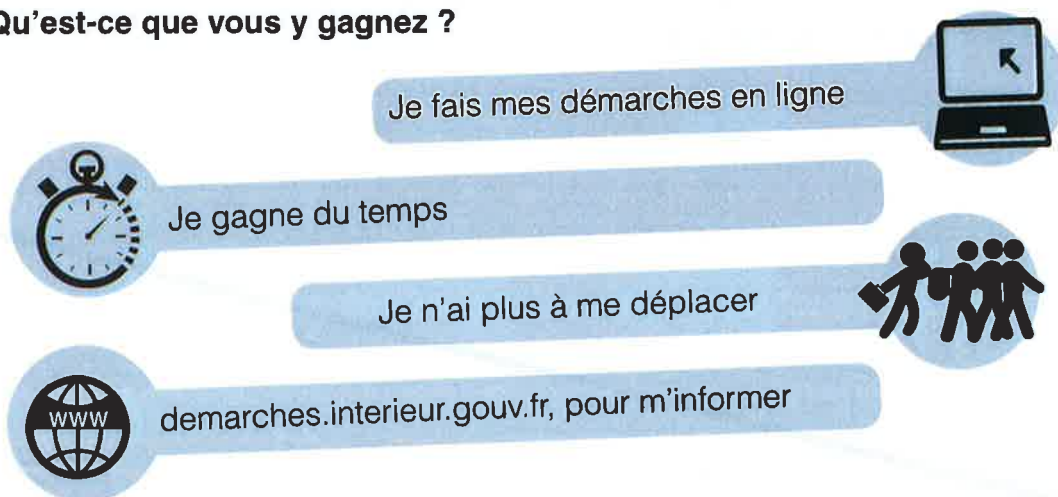 Qu'est-ce que vous y gagnez ?
Je fais mes démarches en ligne
Je gagne du temps
Je n'ai plus à me déplacer
www
demarches.interieur.gouv.fr, pour m'informer